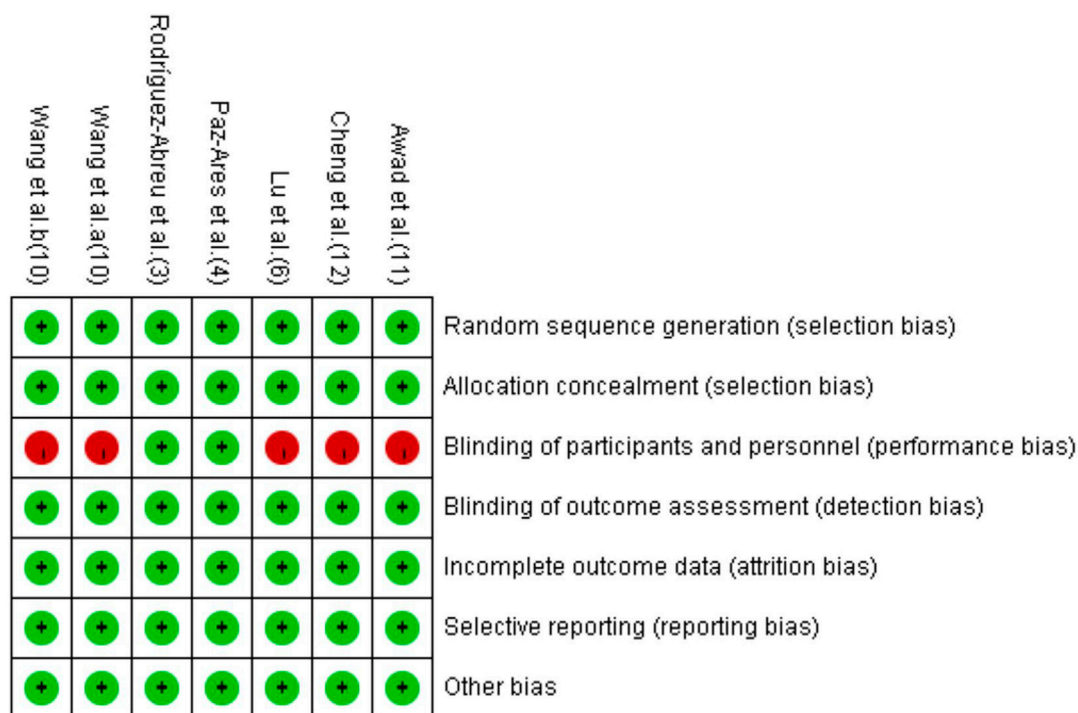 Wang et al.b(10)
Wang et al.a(10)
Rodríguez-Abreu et al.(3)
Paz-Ares et al.(4)
Lu et al.(6)
Cheng et al.(12)
Awad et al.(11)
+ + + + + + + Random sequence generation (selection bias)
+ + + + + + + Allocation concealment (selection bias)
- - + + - - - Blinding of participants and personnel (performance bias)
+ + + + + + + Blinding of outcome assessment (detection bias)
+ + + + + + + Incomplete outcome data (attrition bias)
+ + + + + + + Selective reporting (reporting bias)
+ + + + + + + Other bias